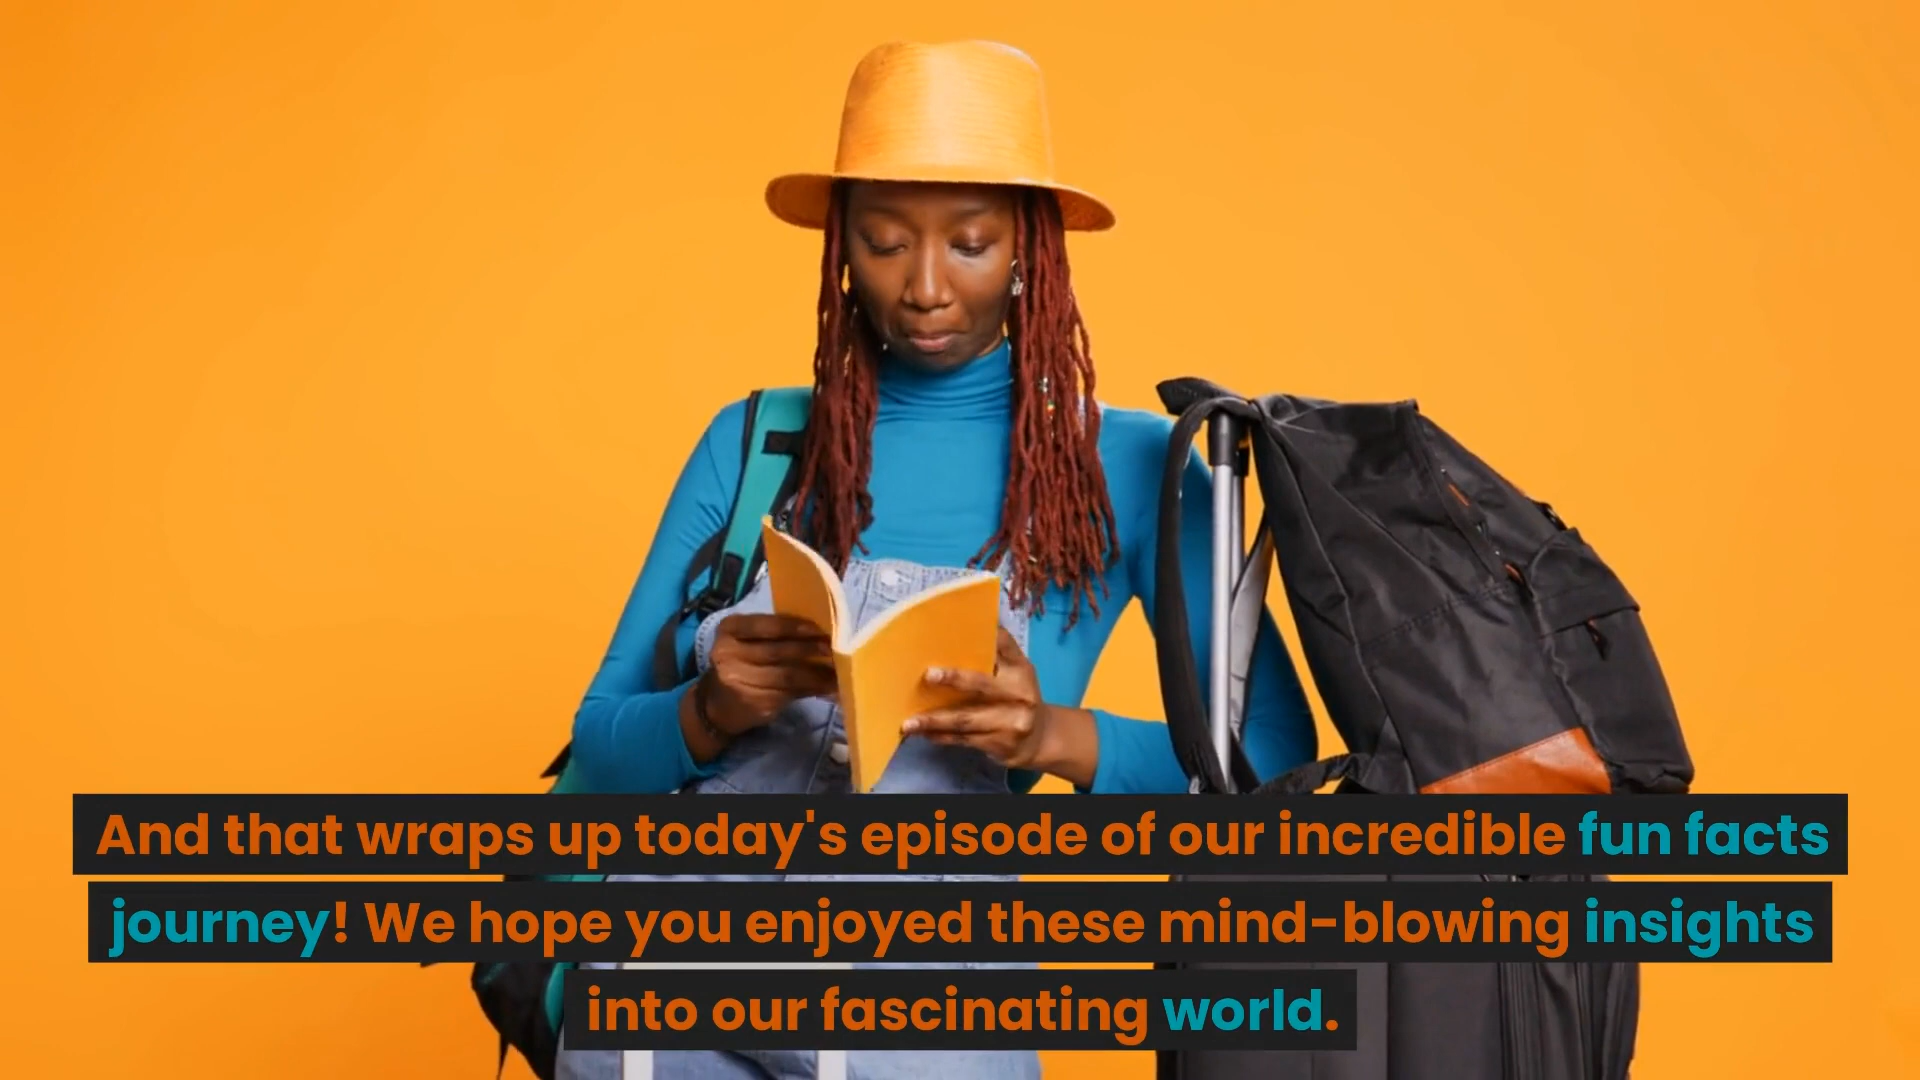 And that wraps up today's episode of our incredible fun facts
journey! We hope you enjoyed these mind-blowing insights
into our fascinating world.